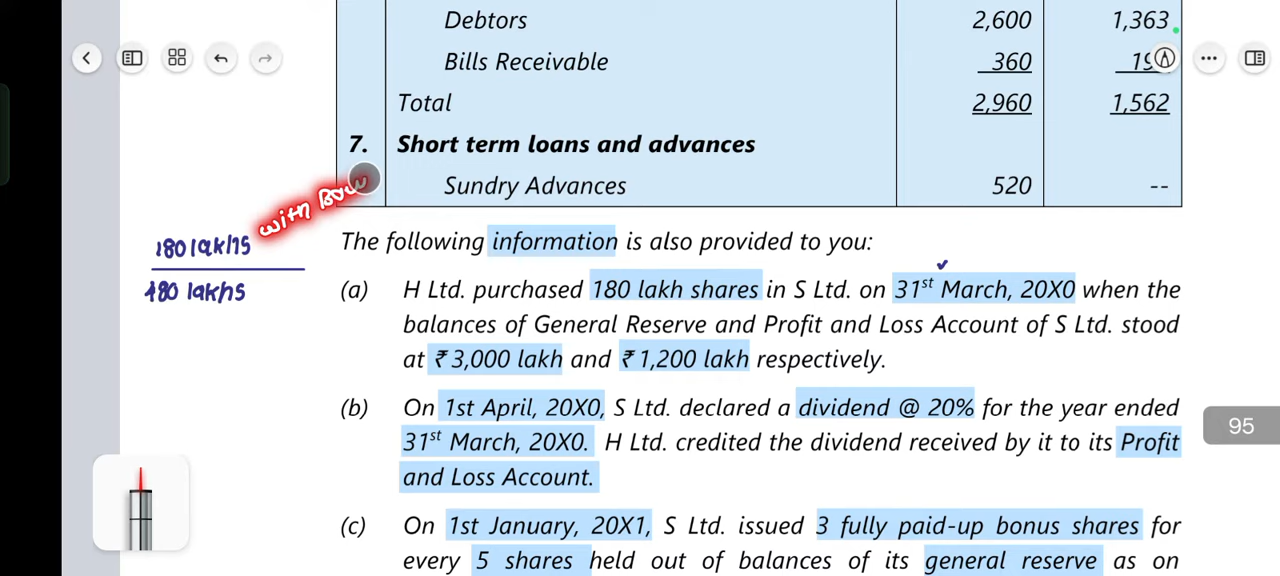 Debtors 2,600 1,363
Bills Receivable 360
Total 2,960 1,562
7. Short term loans and advances
Sundry Advances 520 --
with
180 lakhs
480 lakhs
The following information is also provided to you:
(a) H Ltd. purchased 180 lakh shares in S Ltd. on 31st March, 20X0 when the
balances of General Reserve and Profit and Loss Account of S Ltd. stood
at ₹ 3,000 lakh and ₹ 1,200 lakh respectively.
(b) On 1st April, 20X0, S Ltd. declared a dividend @ 20% for the year ended
31st March, 20X0. H Ltd. credited the dividend received by it to its Profit
and Loss Account.
(c) On 1st January, 20X1, S Ltd. issued 3 fully paid-up bonus shares for
every 5 shares held out of balances of its general reserve as on
95